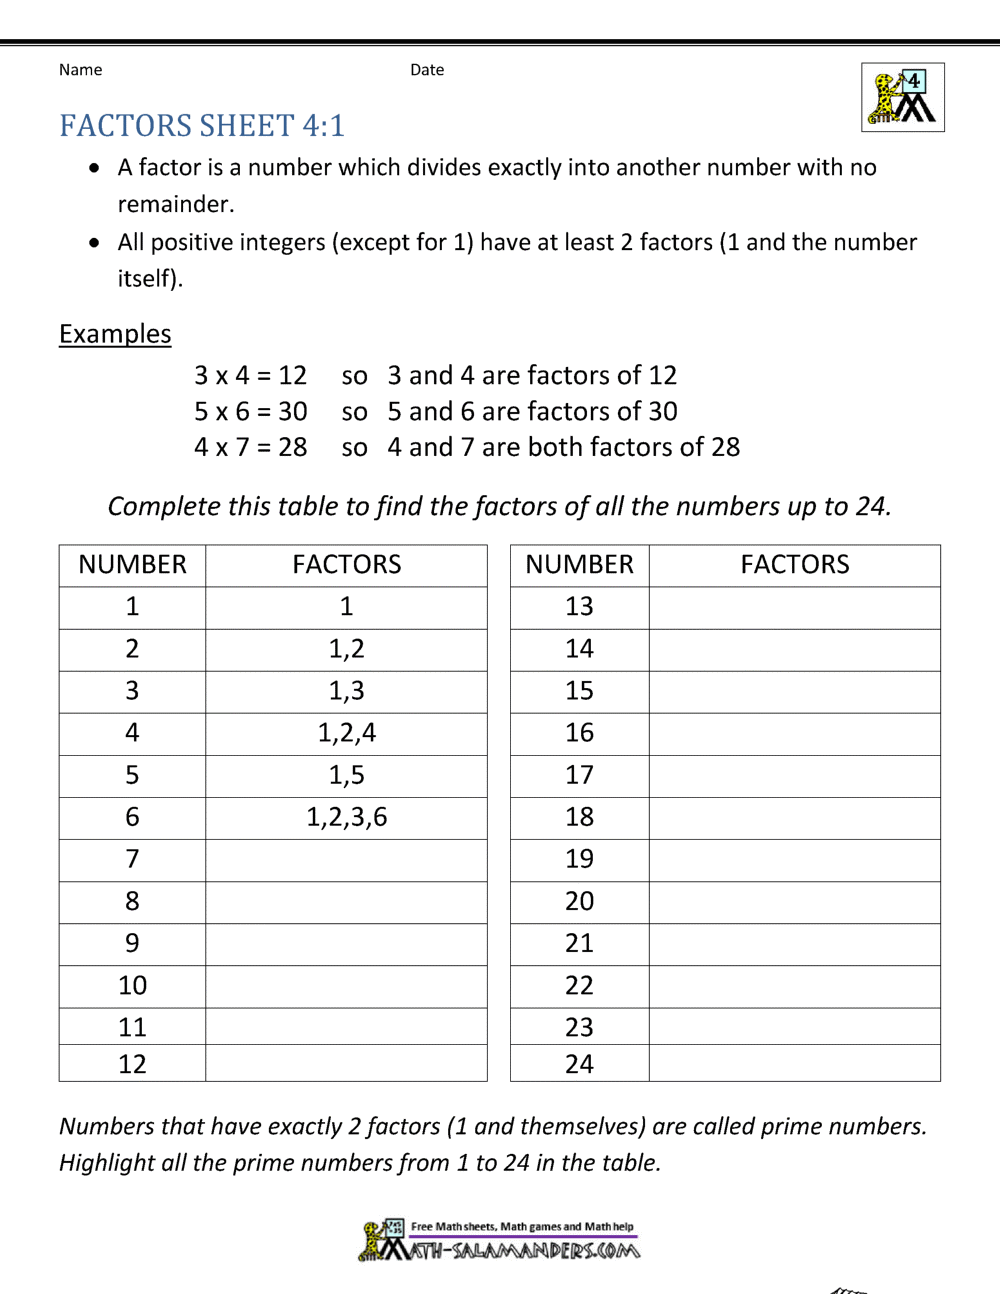 Name Date
4
FACTORS SHEET 4:1
• A factor is a number which divides exactly into another number with no
remainder.
• All positive integers (except for 1) have at least 2 factors (1 and the number
itself).
Examples
3 x 4 = 12 so 3 and 4 are factors of 12
5 x 6 = 30 so 5 and 6 are factors of 30
4 x 7 = 28 so 4 and 7 are both factors of 28
Complete this table to find the factors of all the numbers up to 24.
NUMBER FACTORS NUMBER FACTORS
1 1 13
2 1,2 14
3 1,3 15
4 1,2,4 16
5 1,5 17
6 1,2,3,6 18
7 19
8 20
9 21
10 22
11 23
12 24
Numbers that have exactly 2 factors (1 and themselves) are called prime numbers.
Highlight all the prime numbers from 1 to 24 in the table.
Free Math sheets, Math games and Math help
MATH-SALAMANDERS.COM